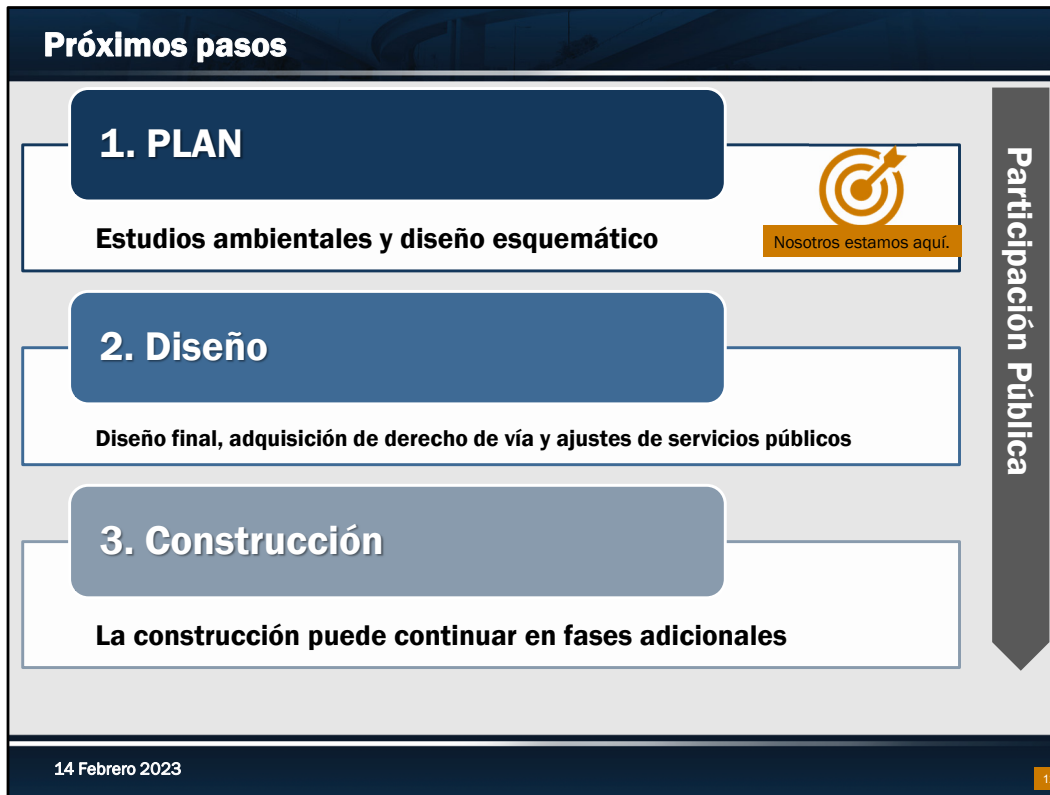 Próximos pasos
1. PLAN
Estudios ambientales y diseño esquemático
Nosotros estamos aquí.
2. Diseño
Diseño final, adquisición de derecho de vía y ajustes de servicios públicos
3. Construcción
La construcción puede continuar en fases adicionales
Participación Pública
14 Febrero 2023
1